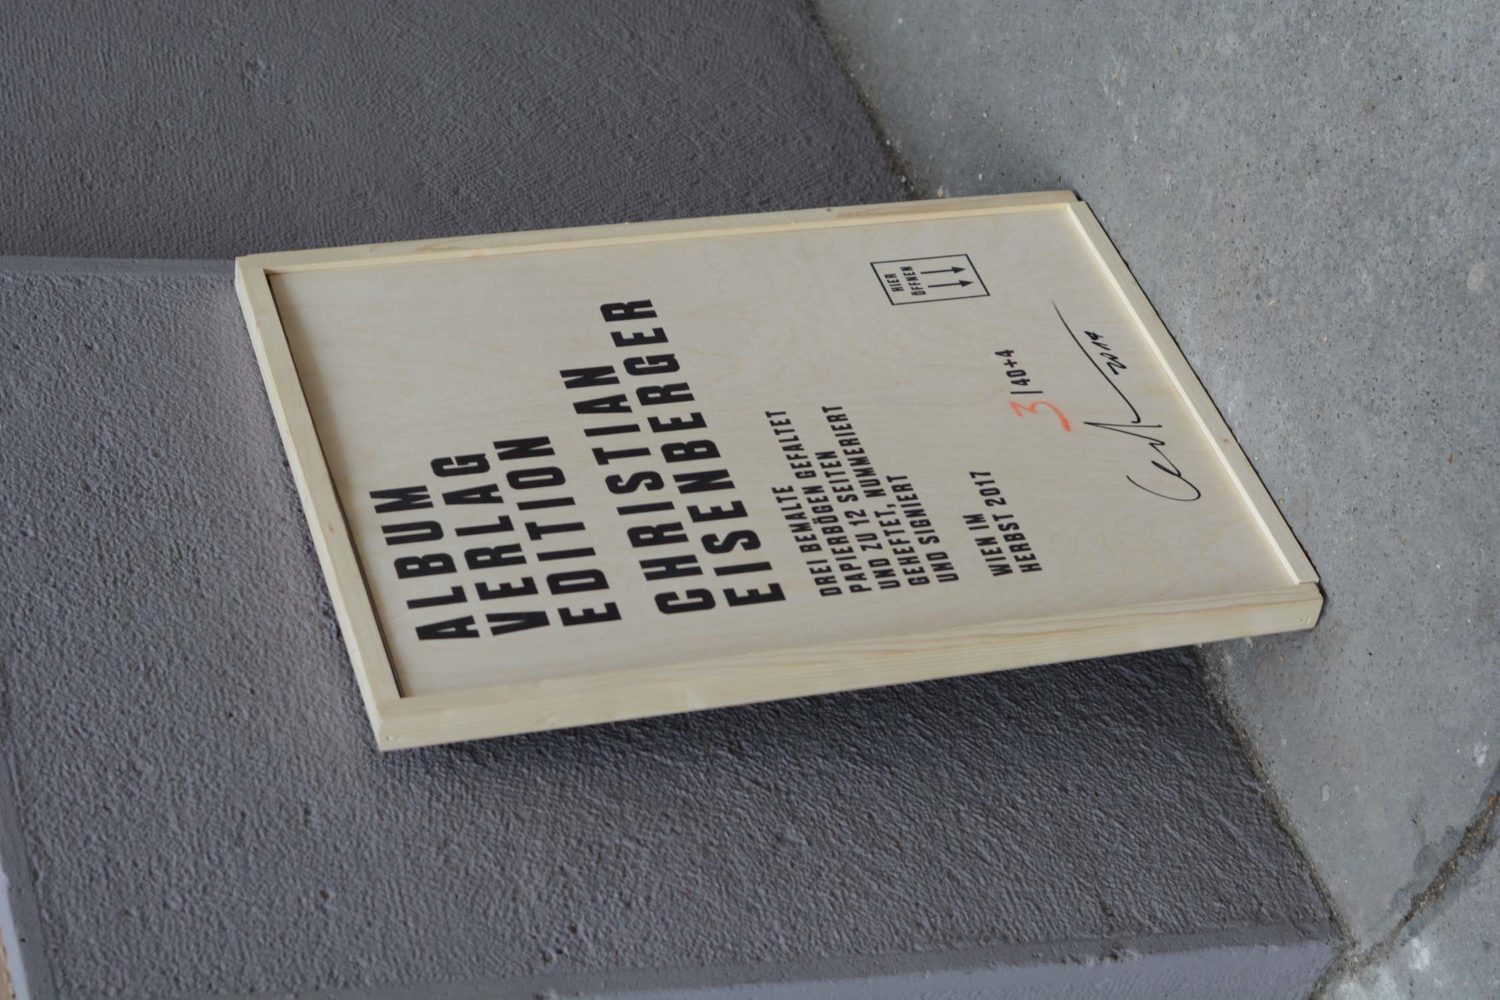 ALBUM
VERLAG
EDITION
CHRISTIAN
EISENBERGER
DREI BEMALTE
PAPIERBÖGEN GEFALTET
UND ZU 12 SEITEN
GEHEFTET, NUMMERIERT
UND SIGNIERT
WIEN IM
HERBST 2017
3|40+4
2017
HIER
ÖFFNEN